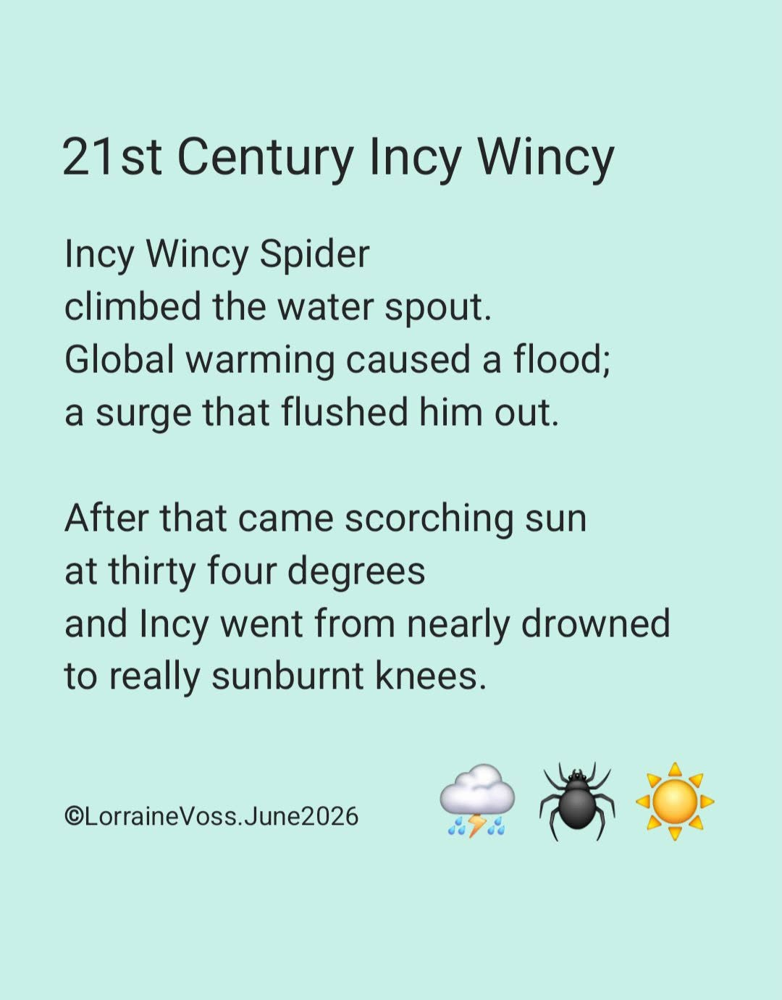 21st Century Incy Wincy
Incy Wincy Spider
climbed the water spout.
Global warming caused a flood;
a surge that flushed him out.
After that came scorching sun
at thirty four degrees
and Incy went from nearly drowned
to really sunburnt knees.
©LorraineVoss.June2026